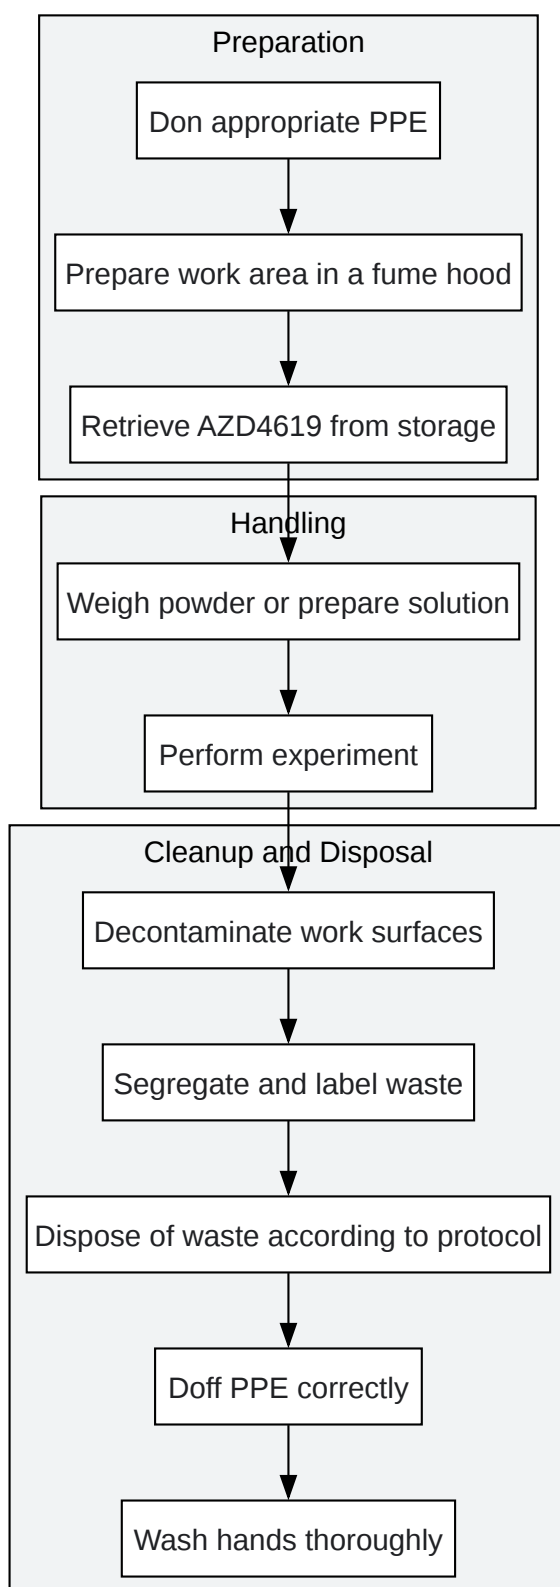 Preparation
Don appropriate PPE
Prepare work area in a fume hood
Retrieve AZD4619 from storage
Handling
Weigh powder or prepare solution
Perform experiment
Cleanup and Disposal
Decontaminate work surfaces
Segregate and label waste
Dispose of waste according to protocol
Doff PPE correctly
Wash hands thoroughly